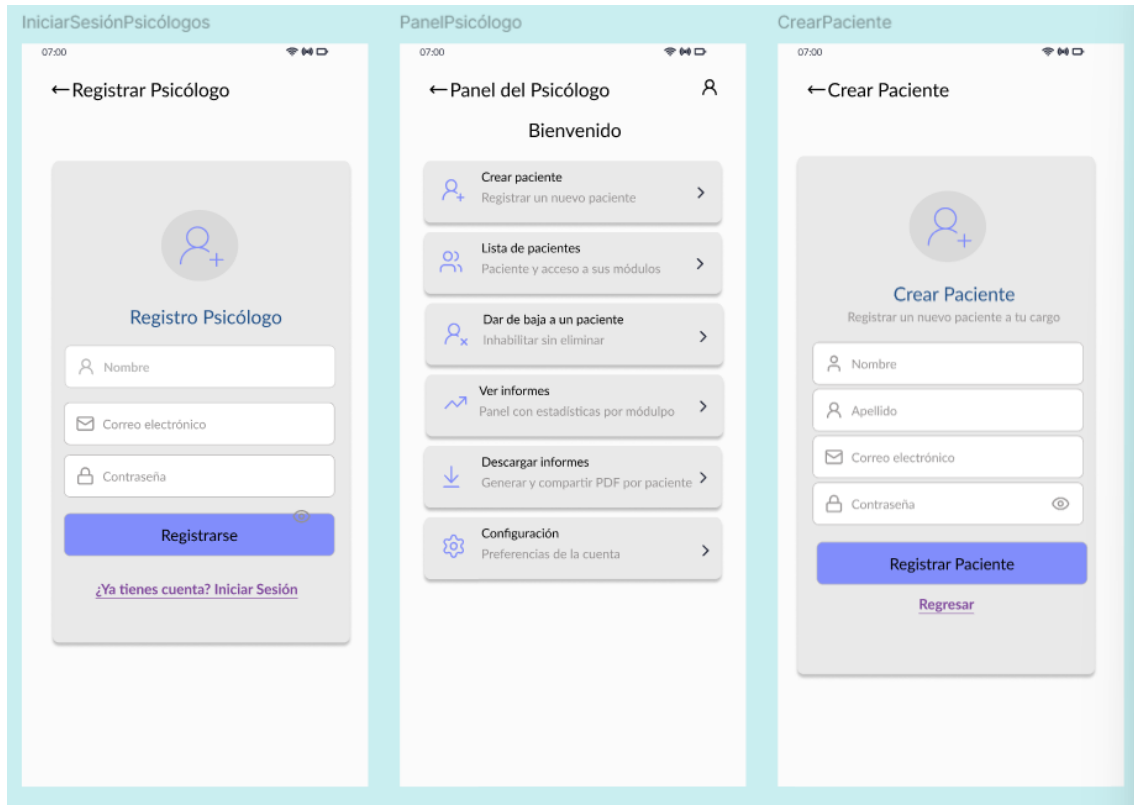 IniciarSesiónPsicólogos
07:00
←Registrar Psicólogo
Registro Psicólogo
Nombre
Correo electrónico
Contraseña
Registrarse
¿Ya tienes cuenta? Iniciar Sesión
PanelPsicólogo
07:00
←Panel del Psicólogo
Bienvenido
Crear paciente
Registrar un nuevo paciente
Lista de pacientes
Paciente y acceso a sus módulos
Dar de baja a un paciente
Inhabilitar sin eliminar
Ver informes
Panel con estadísticas por módulpo
Descargar informes
Generar y compartir PDF por paciente
Configuración
Preferencias de la cuenta
CrearPaciente
07:00
←Crear Paciente
Crear Paciente
Registrar un nuevo paciente a tu cargo
Nombre
Apellido
Correo electrónico
Contraseña
Registrar Paciente
Regresar